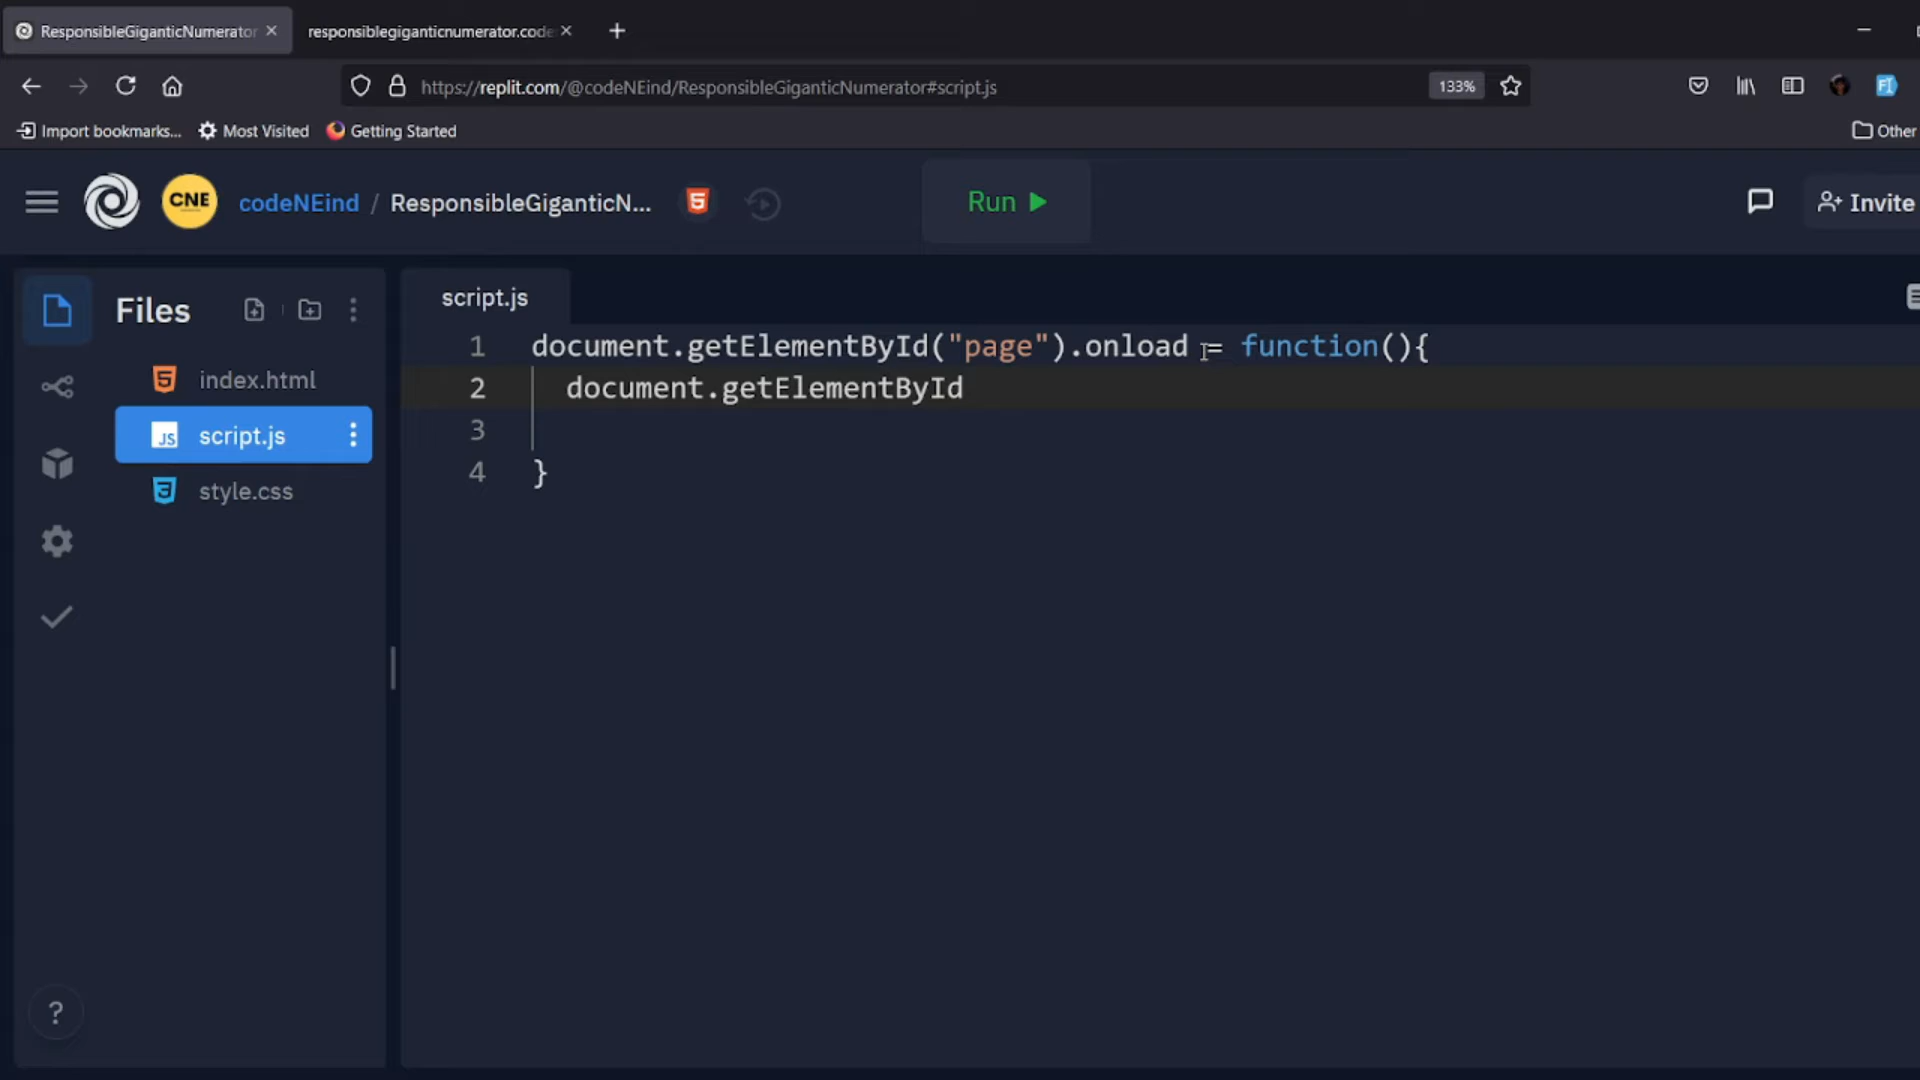 ResponsibleGiganticNumerator
responsiblegiganticnumerator.code
https://replit.com/@codeNEind/ResponsibleGiganticNumerator#script.js
133%
Import bookmarks...
Most Visited
Getting Started
Other
CNE
codeNEind / ResponsibleGiganticN...
Run
Invite
Files
index.html
JS script.js
style.css
script.js
1 document.getElementById("page").onload = function(){
2 document.getElementById
3
4 }
?